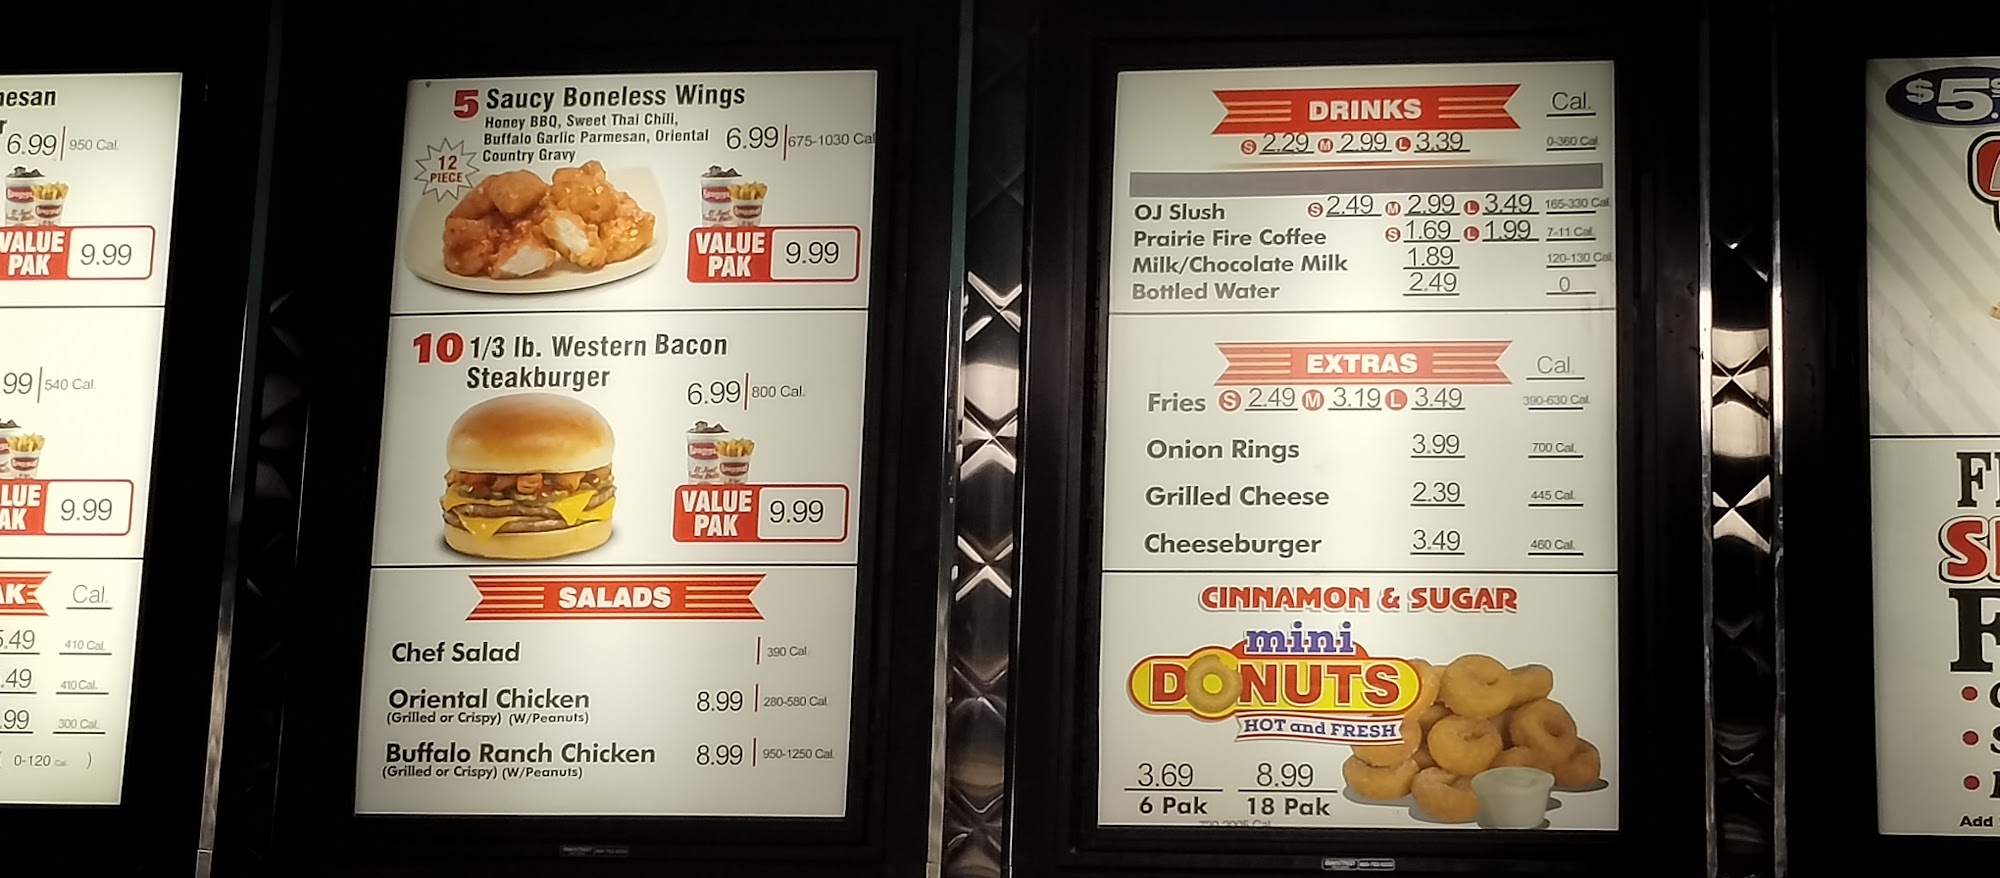 6.99 950 Cal.
VALUE
PAK 9.99
.99 540 Cal.
9.99
Cal.
.49 410 Cal.
.49 410 Cal.
.99 300 Cal.
( 0-120 Cal. )
5 Saucy Boneless Wings
Honey BBQ, Sweet Thai Chili,
Buffalo Garlic Parmesan, Oriental
Country Gravy
6.99 675-1030 Cal
12
PIECE
VALUE
PAK 9.99
10 1/3 lb. Western Bacon
Steakburger
6.99 800 Cal.
VALUE
PAK 9.99
SALADS
Chef Salad 390 Cal.
Oriental Chicken 8.99 280-580 Cal.
(Grilled or Crispy) (W/Peanuts)
Buffalo Ranch Chicken 8.99 950-1250 Cal.
(Grilled or Crispy) (W/Peanuts)
DRINKS Cal.
S 2.29 M 2.99 L 3.39 0-360 Cal.
OJ Slush S 2.49 M 2.99 L 3.49 165-330 Cal.
Prairie Fire Coffee S 1.69 L 1.99 7-11 Cal.
Milk/Chocolate Milk 1.89 120-130 Cal.
Bottled Water 2.49 0
EXTRAS Cal.
Fries S 2.49 M 3.19 L 3.49 390-630 Cal.
Onion Rings 3.99 700 Cal.
Grilled Cheese 2.39 445 Cal.
Cheeseburger 3.49 460 Cal.
CINNAMON & SUGAR
mini
DONUTS
HOT and FRESH
3.69 8.99
6 Pak 18 Pak
$5.
Add